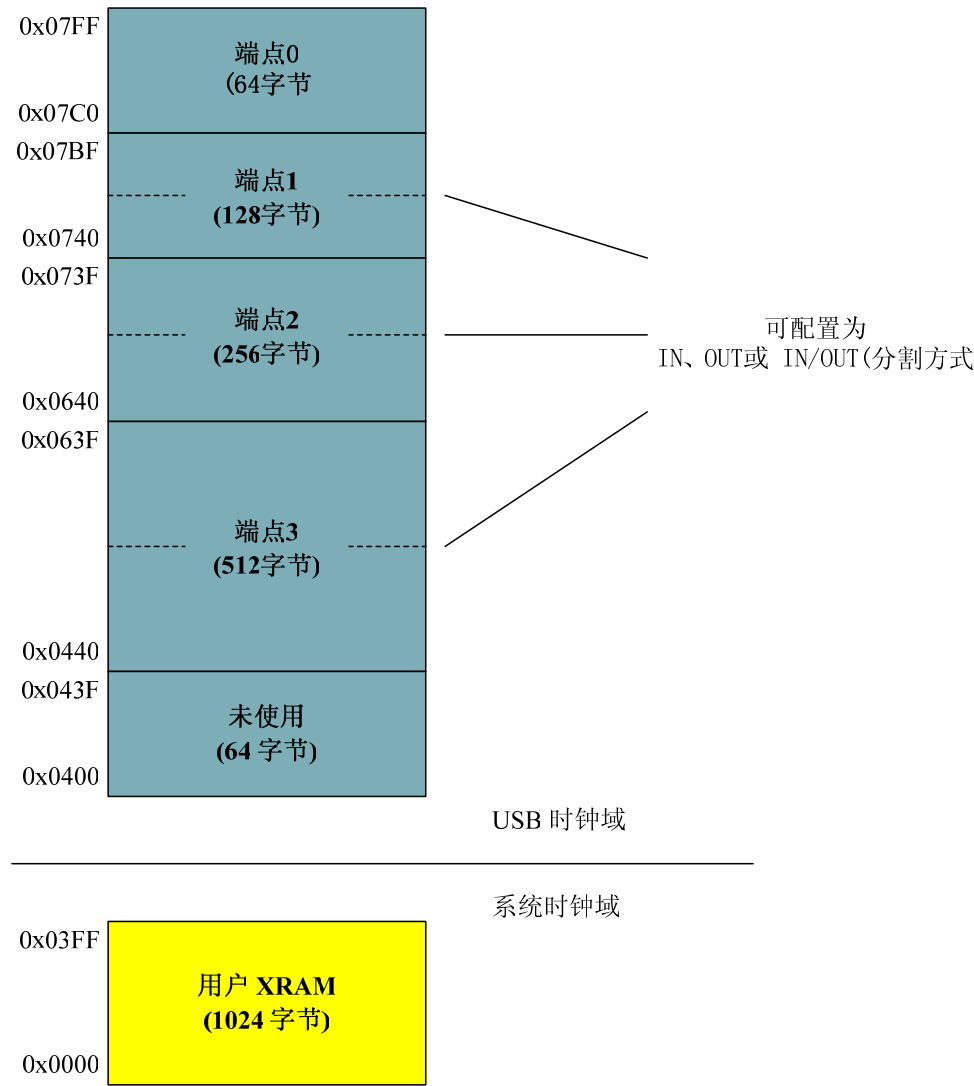 0x07FF
端点0
(64字节
0x07C0
0x07BF
端点1
(128字节)
0x0740
0x073F
端点2
(256字节)
0x0640
可配置为
IN、OUT或 IN/OUT(分割方式
0x063F
端点3
(512字节)
0x0440
0x043F
未使用
(64 字节)
0x0400
USB 时钟域
系统时钟域
0x03FF
用户 XRAM
(1024 字节)
0x0000